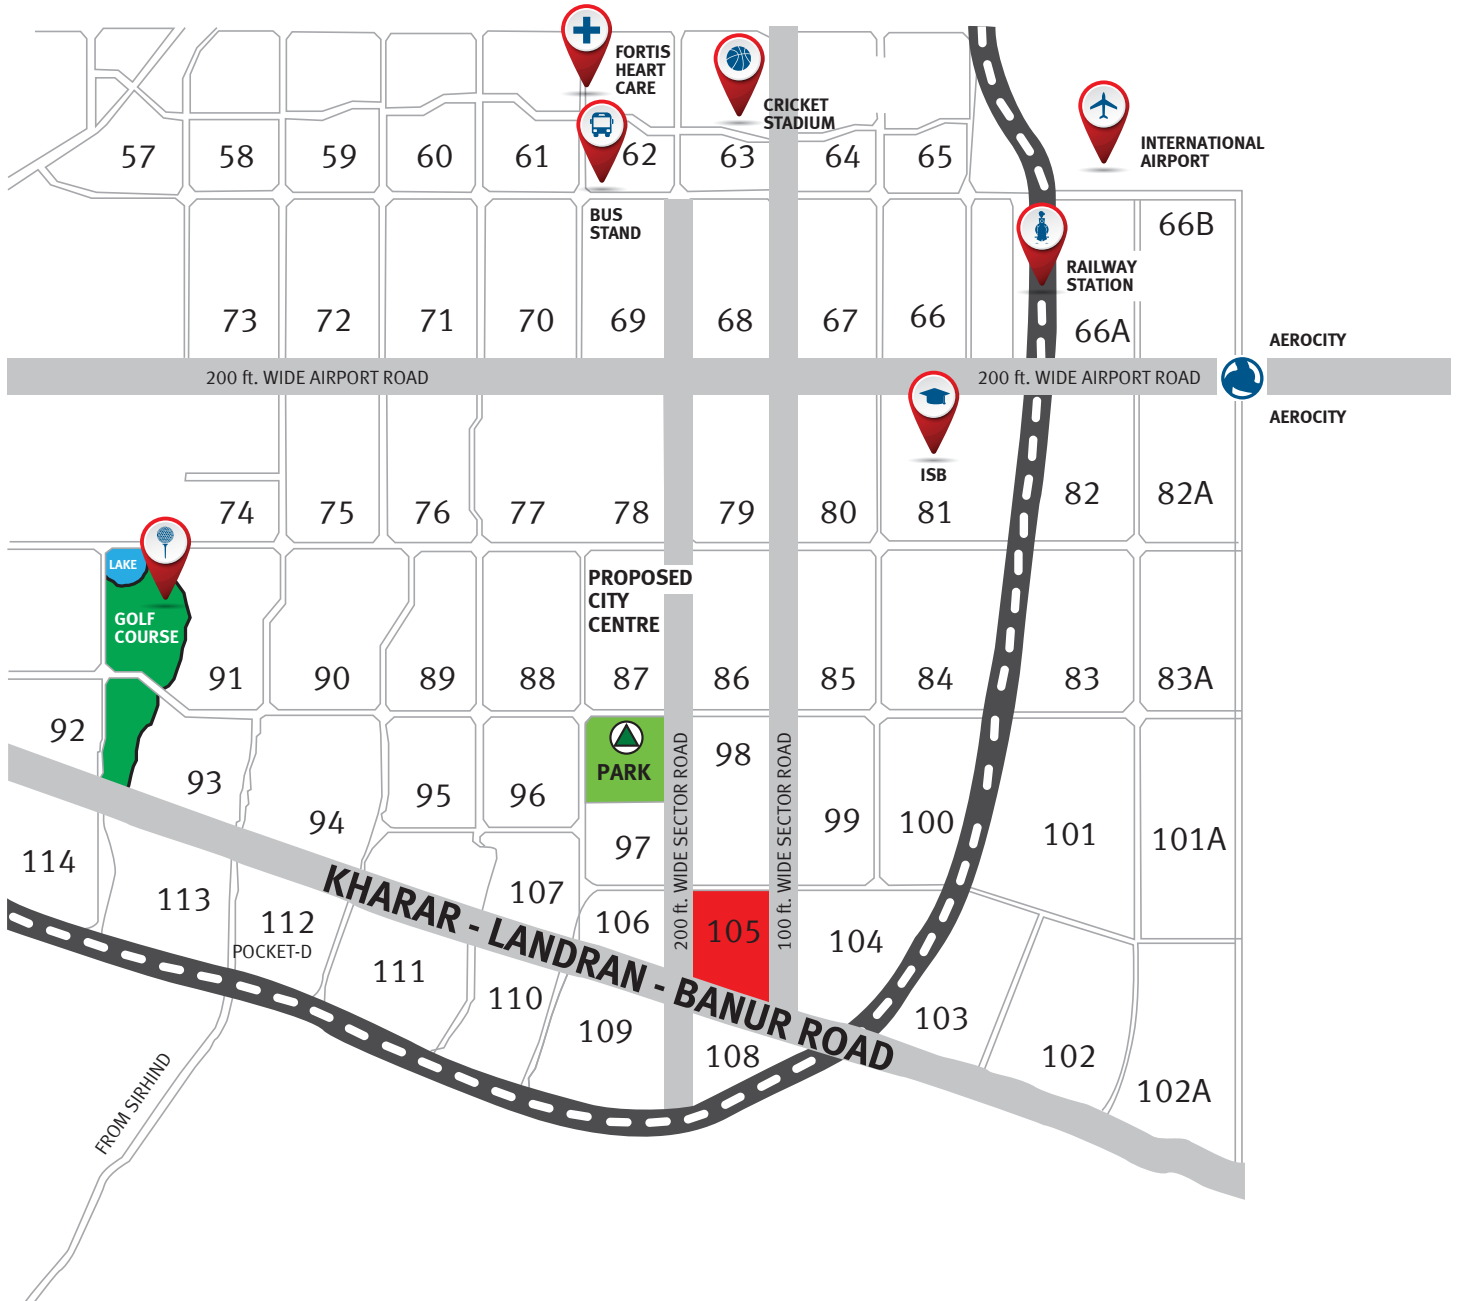 FORTIS
HEART
CARE
CRICKET
STADIUM
INTERNATIONAL
AIRPORT
57
58
59
60
61
62
63
64
65
BUS
STAND
66B
RAILWAY
STATION
73
72
71
70
69
68
67
66
66A
AEROCITY
200 ft. WIDE AIRPORT ROAD
200 ft. WIDE AIRPORT ROAD
AEROCITY
ISB
74
75
76
77
78
79
80
81
82
82A
LAKE
GOLF
COURSE
PROPOSED
CITY
CENTRE
91
90
89
88
87
86
85
84
83
83A
92
93
94
95
96
PARK
97
98
99
100
101
101A
200 ft. WIDE SECTOR ROAD
100 ft. WIDE SECTOR ROAD
114
113
112
POCKET-D
111
107
106
105
104
KHARAR - LANDRAN - BANUR ROAD
110
109
108
103
102
102A
FROM SIRHIND